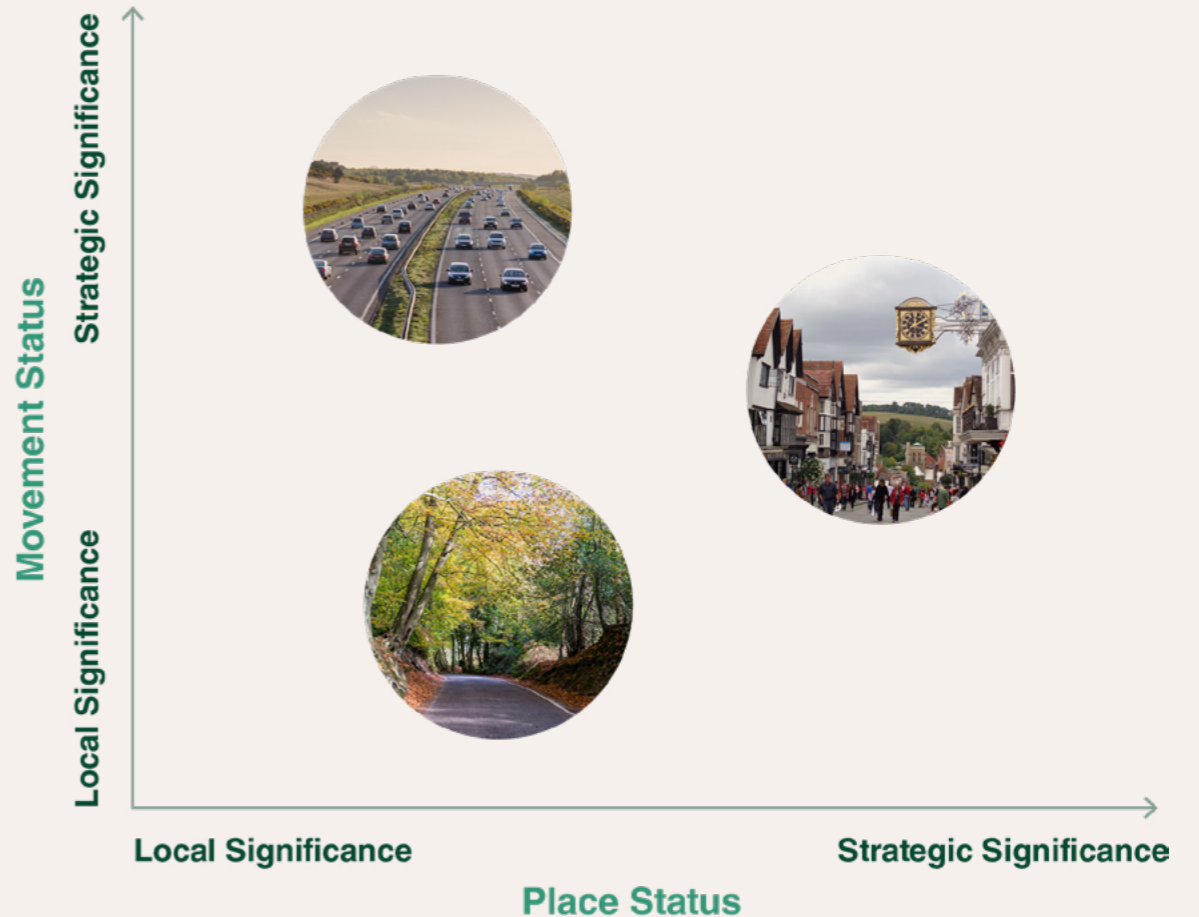 Movement Status
Strategic Significance
Local Significance
Local Significance
Strategic Significance
Place Status